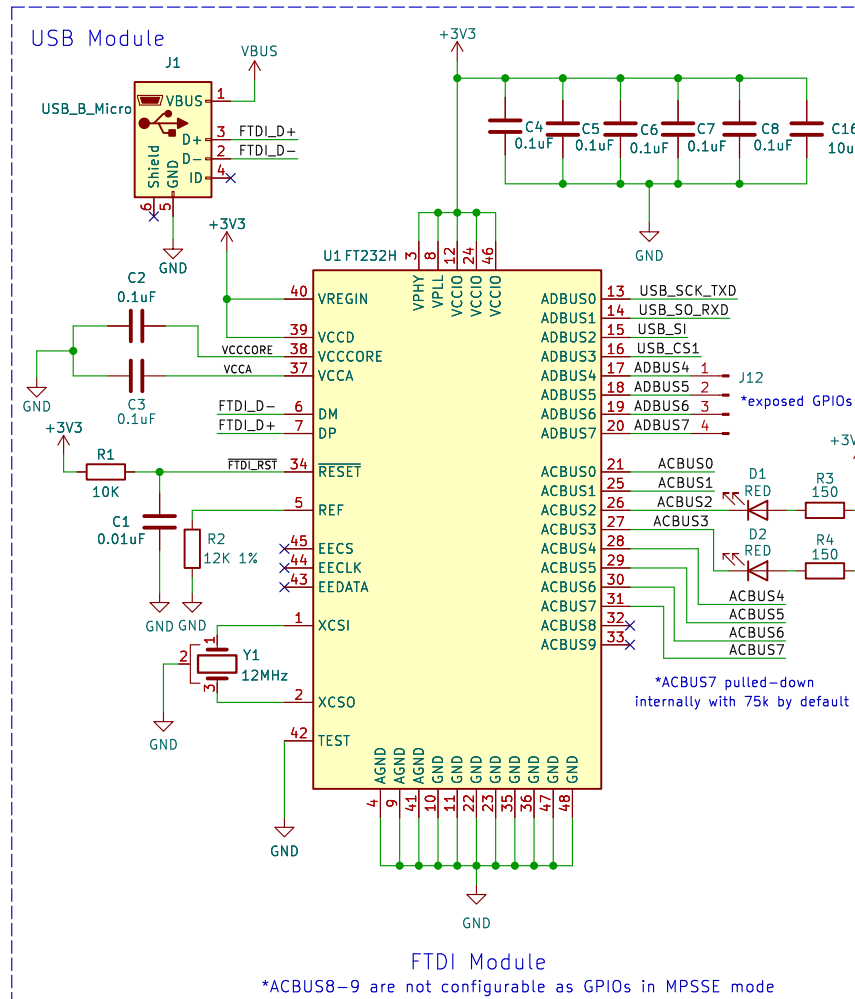 USB Module
J1
VBUS
+3V3
USB_B_Micro
VBUS 1
D+ 3 FTDI_D+
D- 2 FTDI_D-
ID 4
Shield
GND
6
5
GND
C4
0.1uF
C5
0.1uF
C6
0.1uF
C7
0.1uF
C8
0.1uF
C16
GND
+3V3
U1 FT232H
3 VPHY
8 VPLL
12 VCCIO
24 VCCIO
46 VCCIO
C2
0.1uF
C3
0.1uF
GND
40 VREGIN
39 VCCD
VCCCORE 38 VCCCORE
VCCA 37 VCCA
FTDI_D- 6 DM
FTDI_D+ 7 DP
+3V3
R1
10K
FTDI_RST 34 RESET
C1
0.01uF
GND
5 REF
R2
12K 1%
GND
45 EECS
44 EECLK
43 EEDATA
1 XCSI
Y1
12MHz
1
2
3
GND
2 XCSO
42 TEST
GND
ADBUS0 13 USB_SCK_TXD
ADBUS1 14 USB_SO_RXD
ADBUS2 15 USB_SI
ADBUS3 16 USB_CS1
ADBUS4 17 ADBUS4 1
ADBUS5 18 ADBUS5 2
ADBUS6 19 ADBUS6 3
ADBUS7 20 ADBUS7 4
J12
*exposed GPIOs
ACBUS0 21 ACBUS0
ACBUS1 25 ACBUS1
ACBUS2 26 ACBUS2
ACBUS3 27 ACBUS3
ACBUS4 28
ACBUS5 29
ACBUS6 30
ACBUS7 31
ACBUS8 32
ACBUS9 33
D1
RED
R3
150
D2
RED
R4
150
ACBUS4
ACBUS5
ACBUS6
ACBUS7
*ACBUS7 pulled-down
internally with 75k by default
AGND 4
AGND 9
AGND 41
GND 10
GND 11
GND 22
GND 23
GND 35
GND 36
GND 47
GND 48
GND
FTDI Module
*ACBUS8-9 are not configurable as GPIOs in MPSSE mode